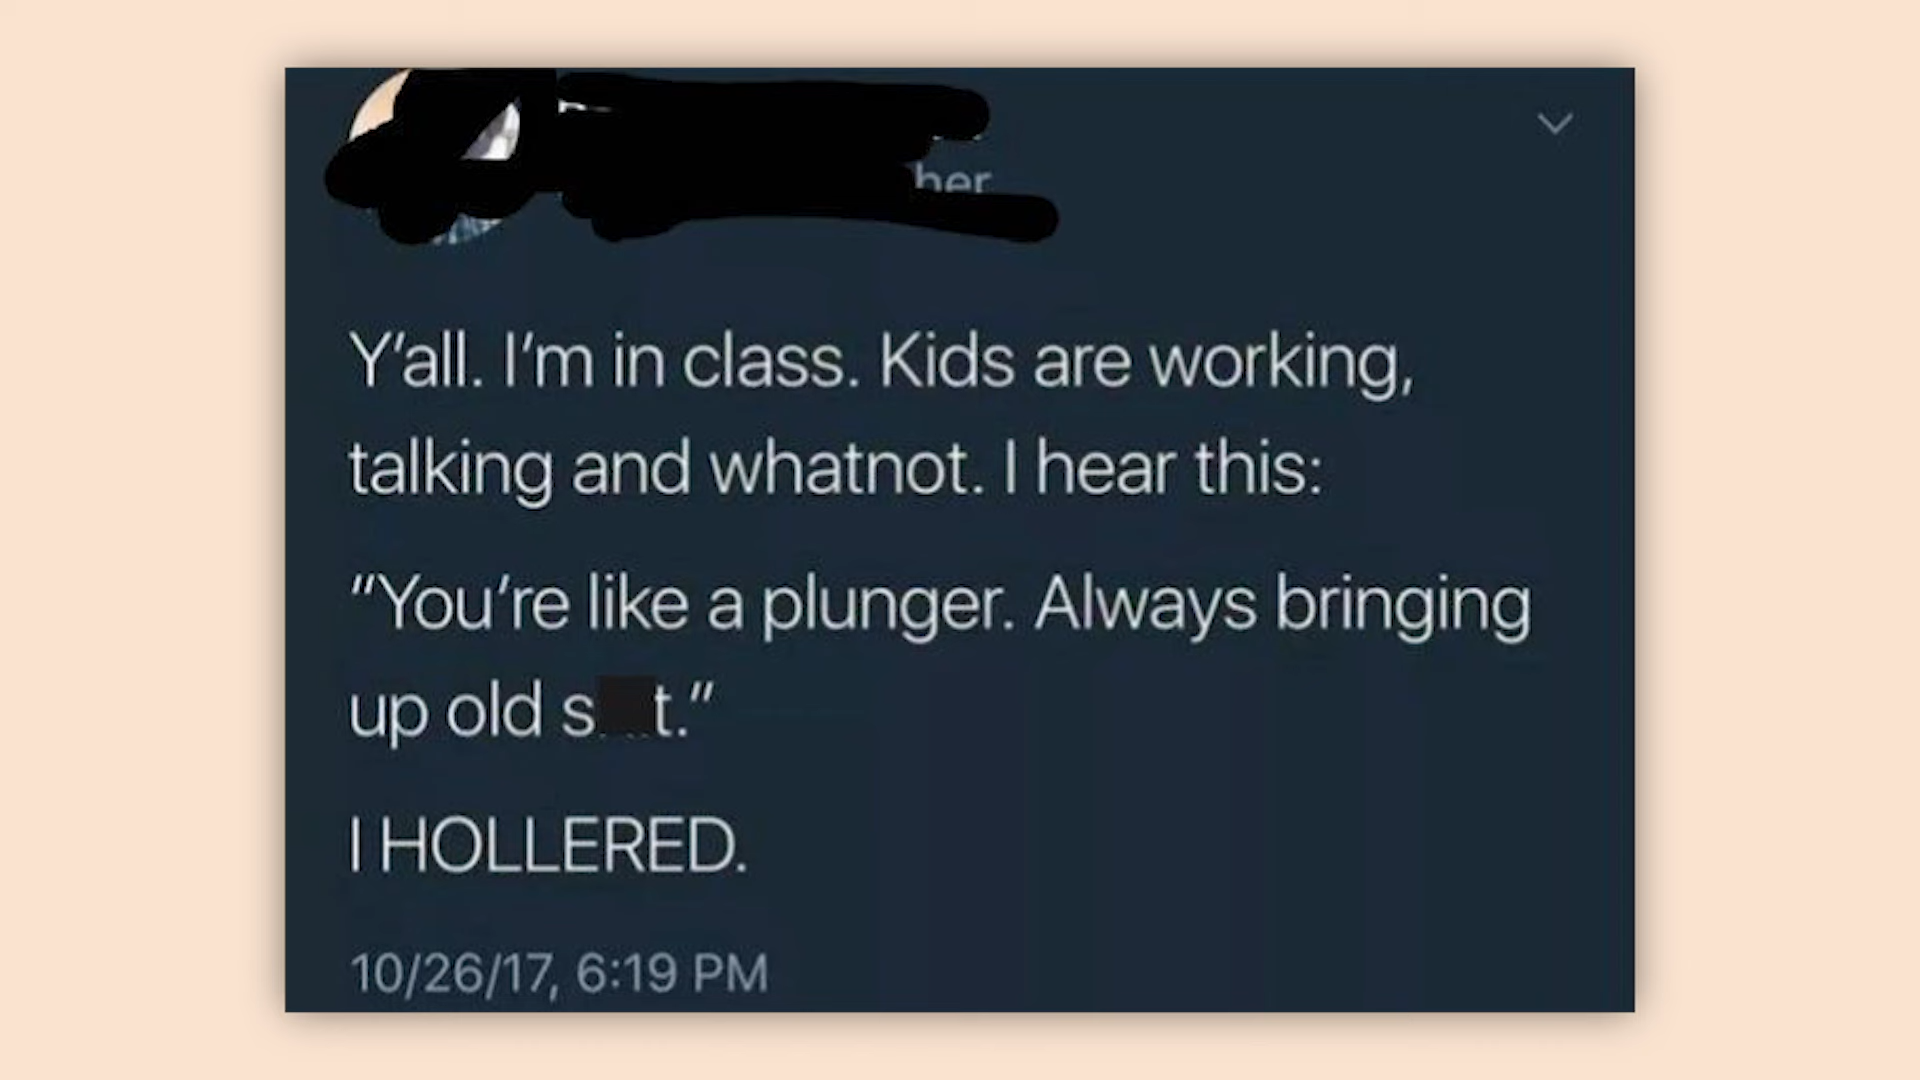 her
Y'all. I'm in class. Kids are working,
talking and whatnot. I hear this:
"You're like a plunger. Always bringing
up old s t."
I HOLLERED.
10/26/17, 6:19 PM